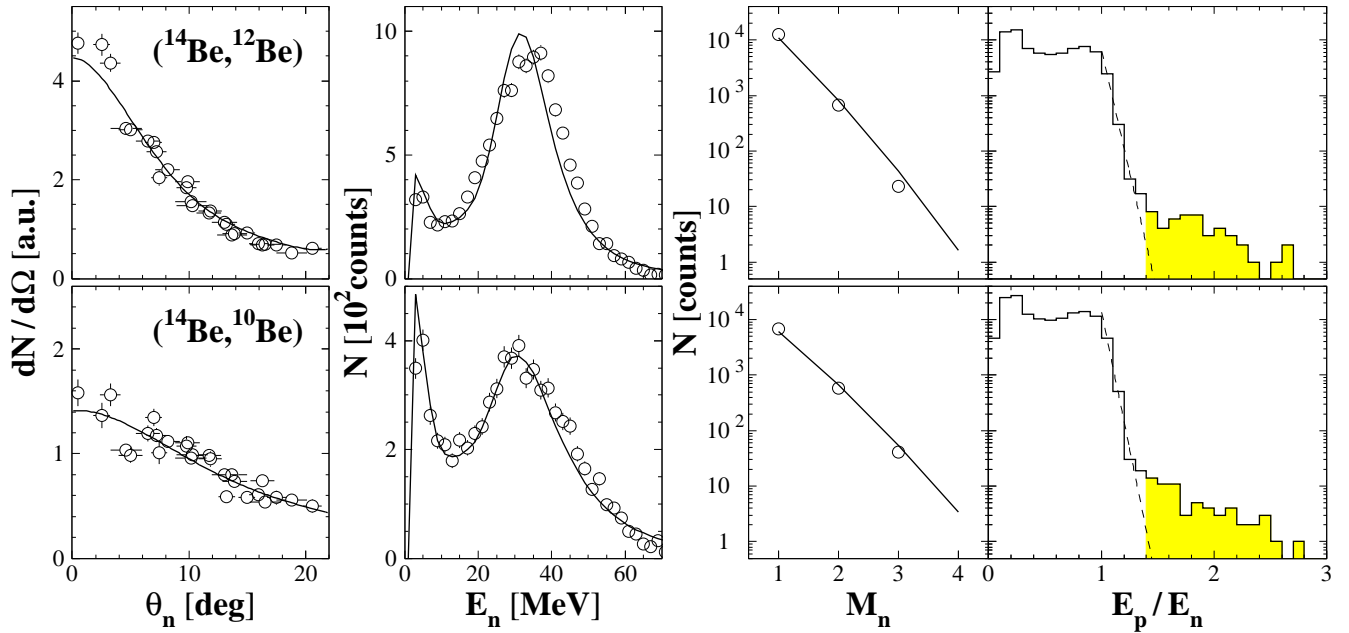 (¹⁴Be,¹²Be)
(¹⁴Be,¹⁰Be)
dN / dΩ [a.u.]
0
2
4
0
1
2
0 10 20
θₙ [deg]
N [10² counts]
0
5
10
0
2
4
0 20 40 60
Eₙ [MeV]
N [counts]
10⁴
10³
10²
10
1
10⁴
10³
10²
10
1
1 2 3 4
Mₙ
0 1 2 3
Eₚ / Eₙ